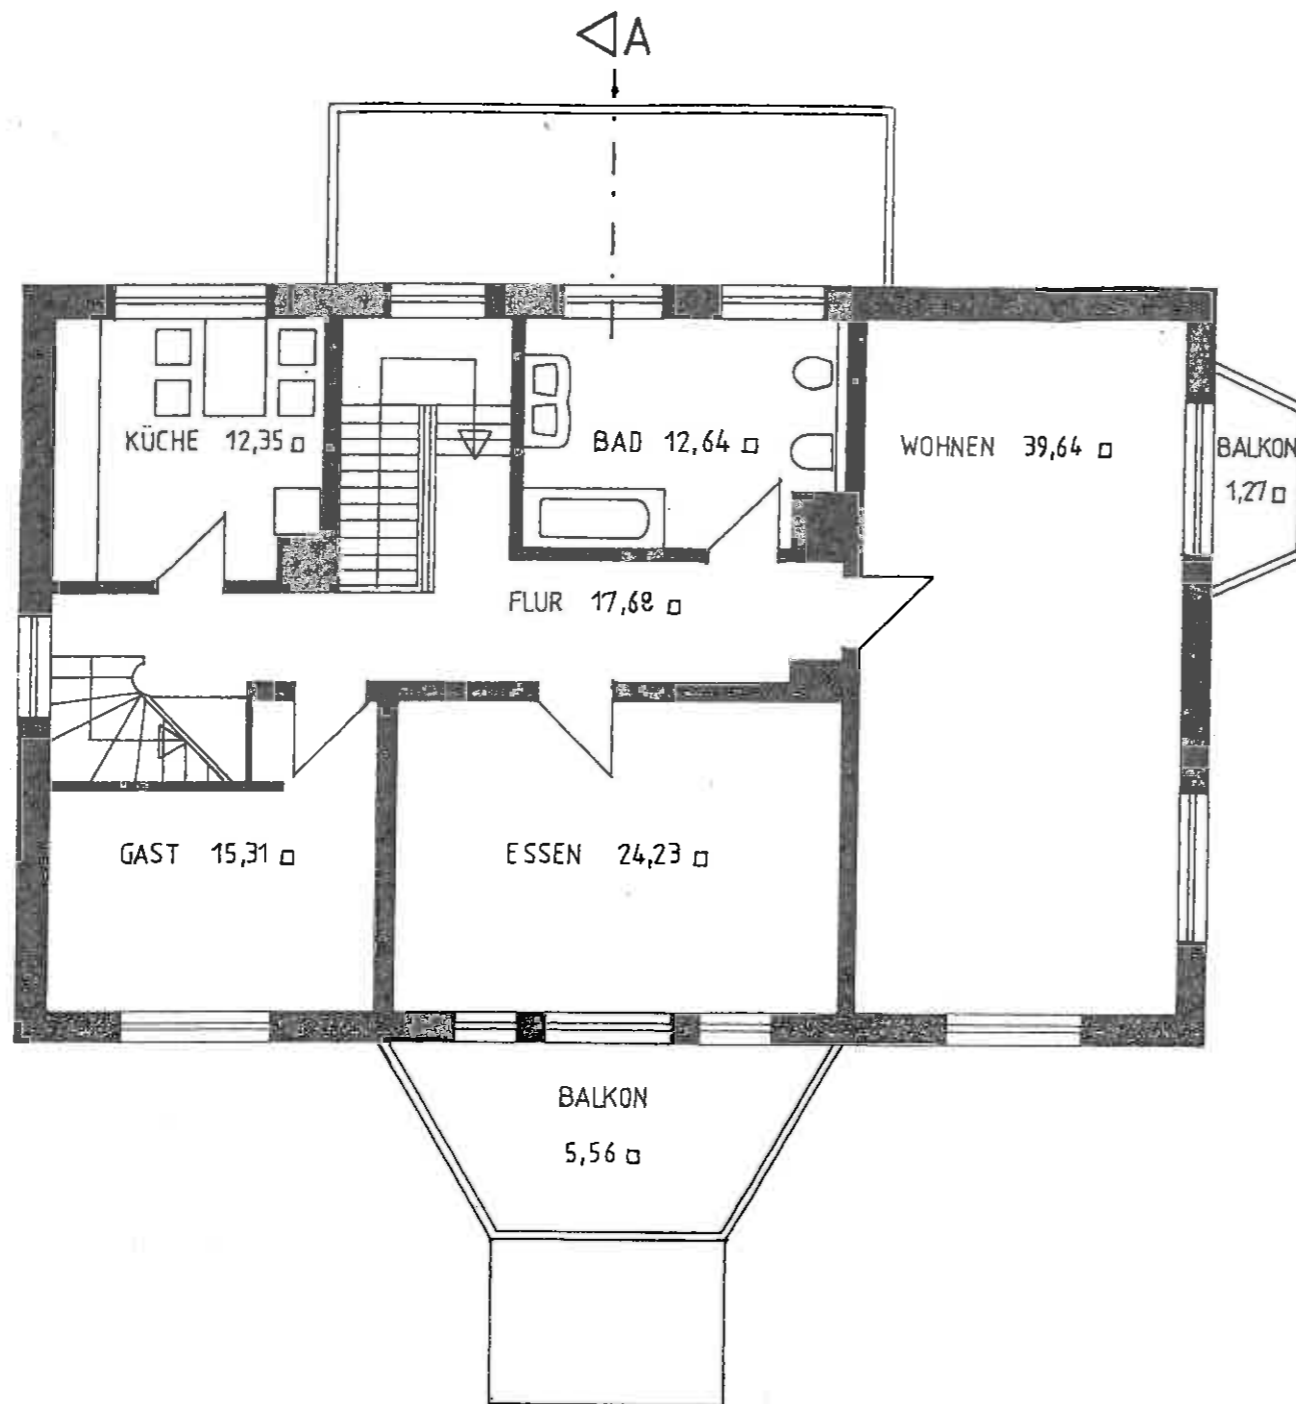 A
KÜCHE 12,35 □
BAD 12,64 □
WOHNEN 39,64 □
BALKON
1,27 □
FLUR 17,68 □
GAST 15,31 □
ESSEN 24,23 □
BALKON
5,56 □